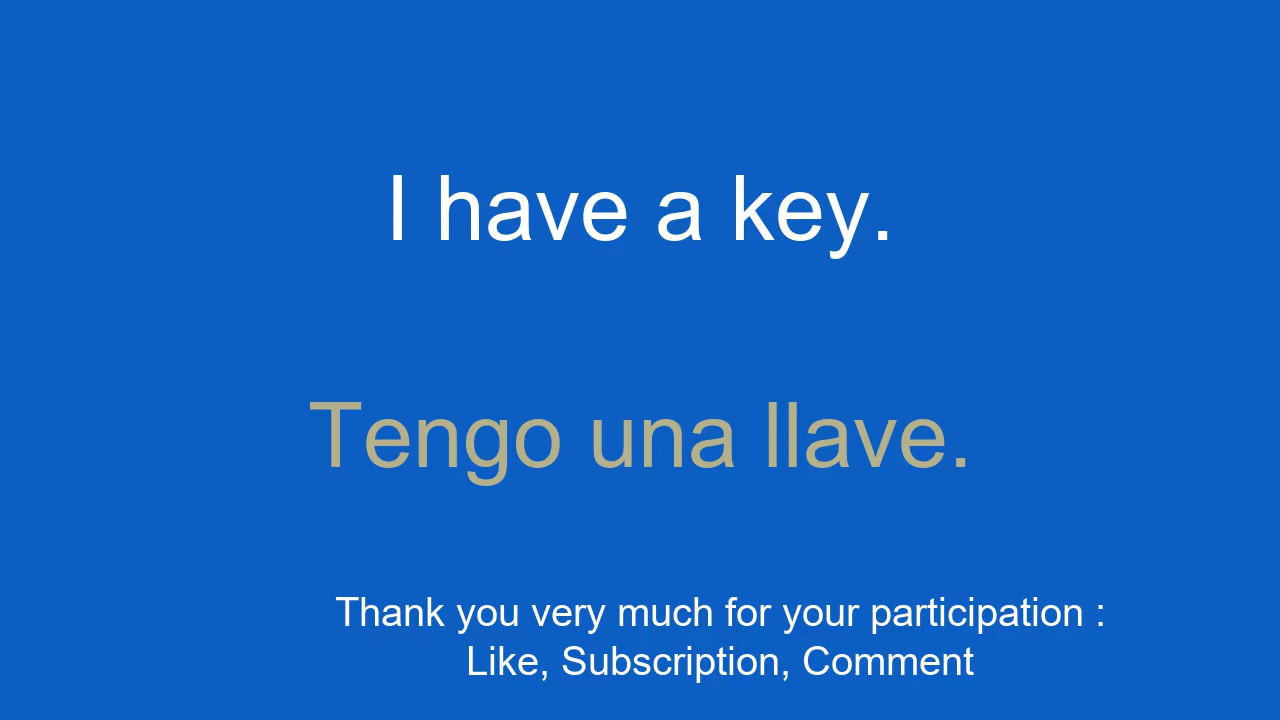 I have a key.
Tengo una llave.
Thank you very much for your participation :
Like, Subscription, Comment